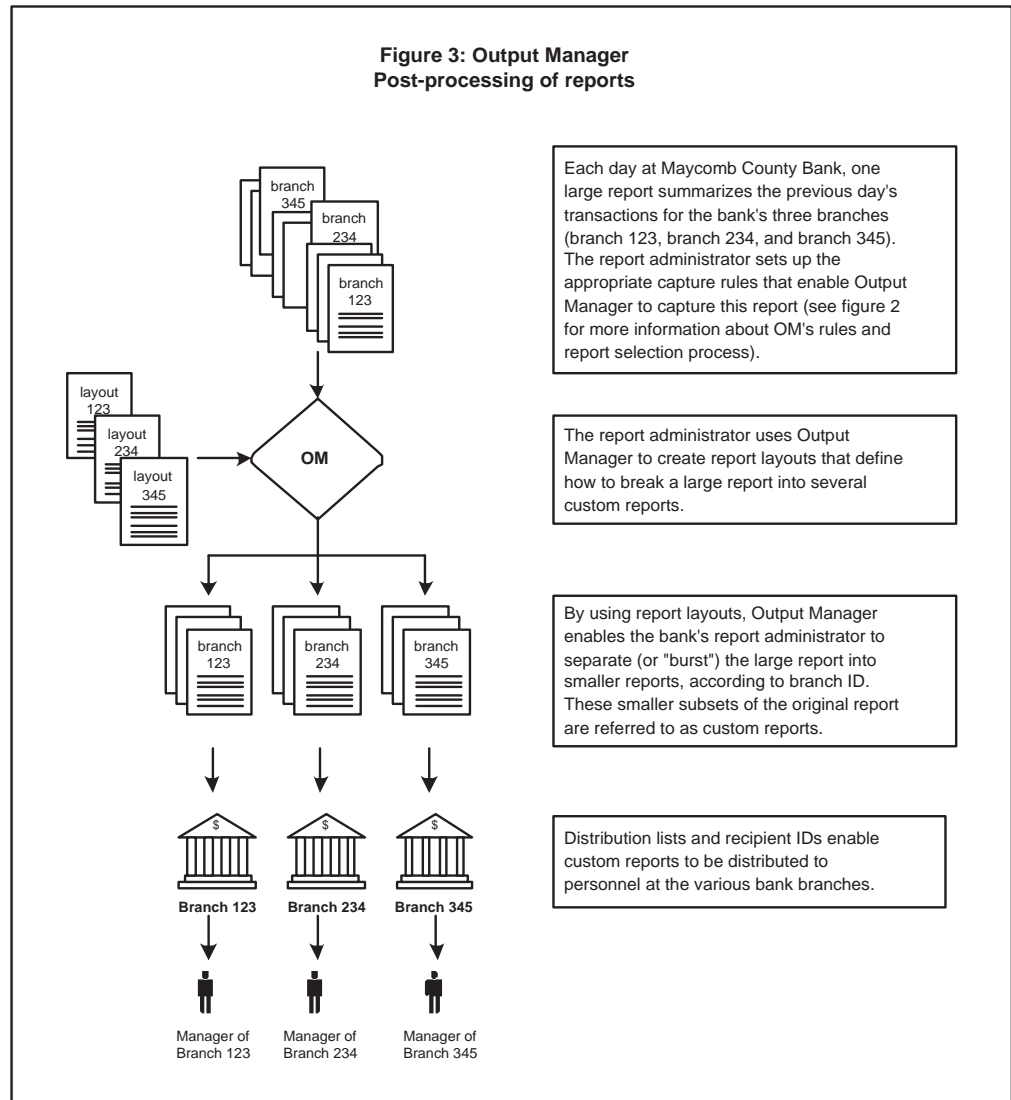 Figure 3: Output Manager
Post-processing of reports
branch
345
branch
234
branch
123
Each day at Maycomb County Bank, one
large report summarizes the previous day's
transactions for the bank's three branches
(branch 123, branch 234, and branch 345).
The report administrator sets up the
appropriate capture rules that enable Output
Manager to capture this report (see figure 2
for more information about OM's rules and
report selection process).
layout
123
layout
234
layout
345
OM
The report administrator uses Output
Manager to create report layouts that define
how to break a large report into several
custom reports.
branch
123
branch
234
branch
345
By using report layouts, Output Manager
enables the bank's report administrator to
separate (or "burst") the large report into
smaller reports, according to branch ID.
These smaller subsets of the original report
are referred to as custom reports.
$ $ $
Branch 123 Branch 234 Branch 345
Distribution lists and recipient IDs enable
custom reports to be distributed to
personnel at the various bank branches.
Manager of
Branch 123
Manager of
Branch 234
Manager of
Branch 345